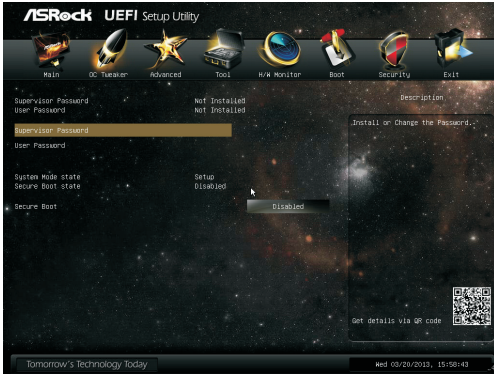 ASRock UEFI Setup Utility
Main OC Tweaker Advanced Tool H/W Monitor Boot Security Exit
Supervisor Password Not Installed
User Password Not Installed
Supervisor Password
User Password
System Mode state Setup
Secure Boot state Disabled
Secure Boot Disabled
Description
Install or Change the Password.
Get details via QR code
Tomorrow's Technology Today
Wed 03/20/2013, 15:58:43